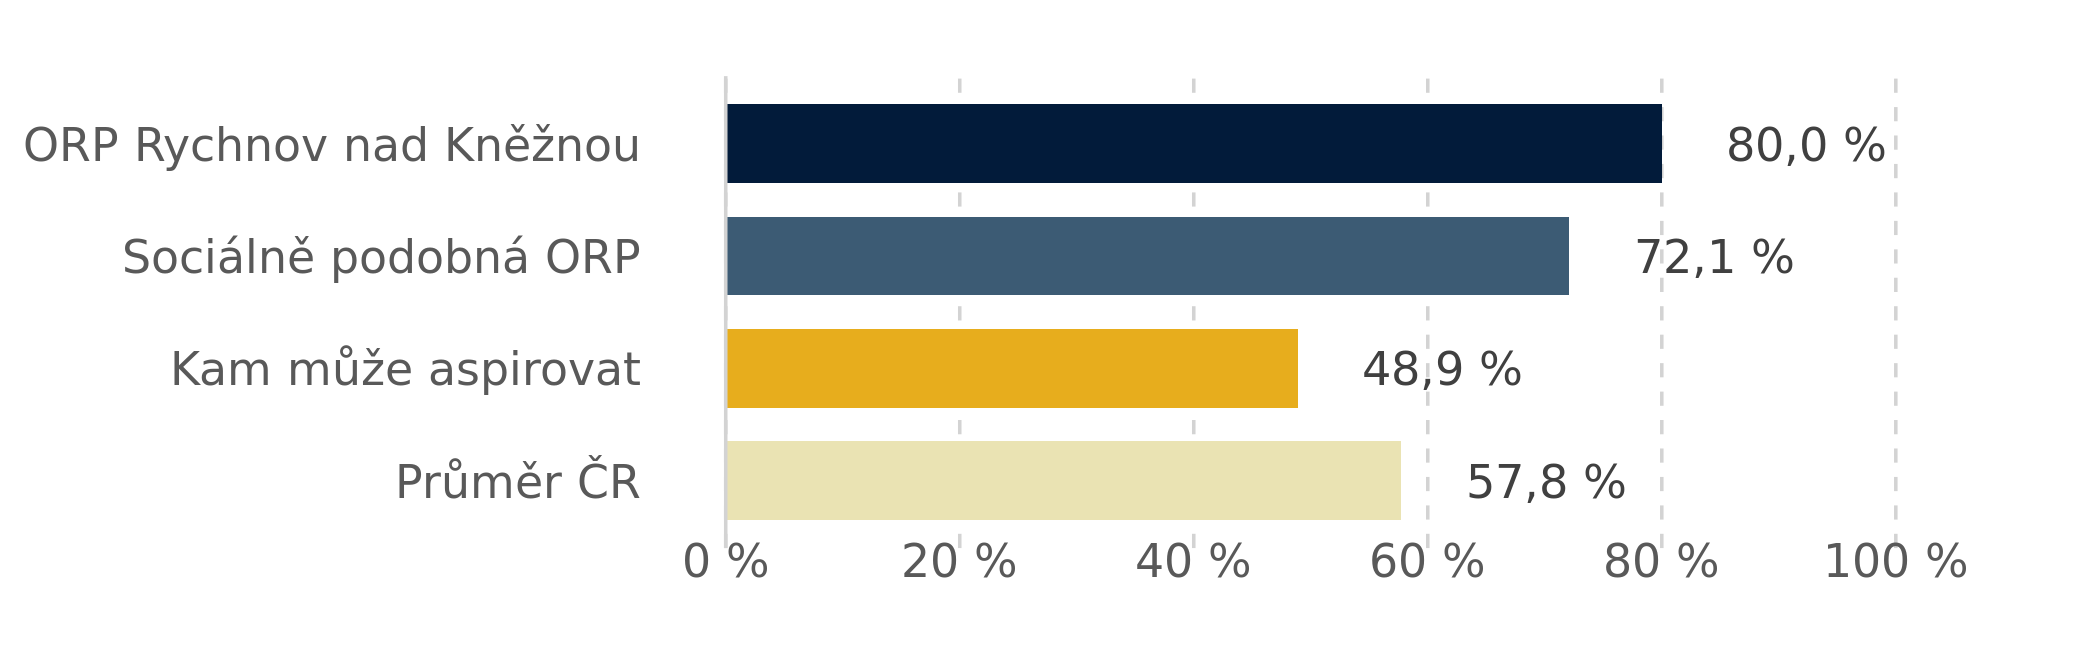 ORP Rychnov nad Kněžnou 80,0 %
Sociálně podobná ORP 72,1 %
Kam může aspirovat 48,9 %
Průměr ČR 57,8 %
0 % 20 % 40 % 60 % 80 % 100 %